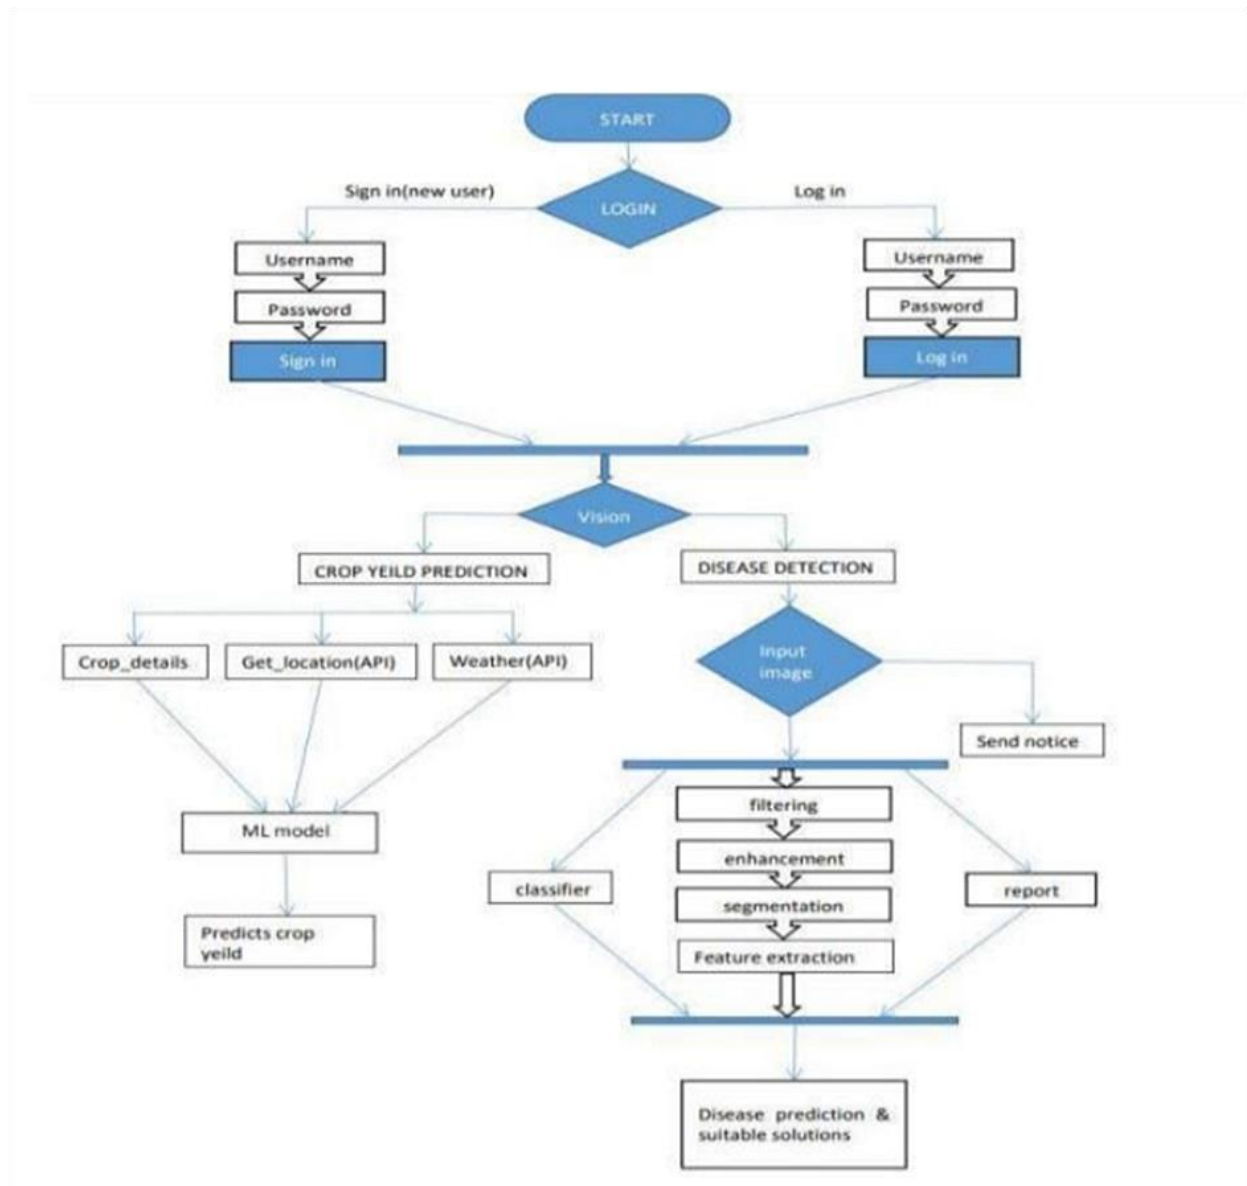 START
Sign in(new user)
LOGIN
Log in
Username
Password
Sign in
Username
Password
Log in
Vision
CROP YEILD PREDICTION
DISEASE DETECTION
Crop_details
Get_location(API)
Weather(API)
Input
image
Send notice
ML model
Predicts crop
yeild
filtering
enhancement
segmentation
Feature extraction
classifier
report
Disease prediction &
suitable solutions